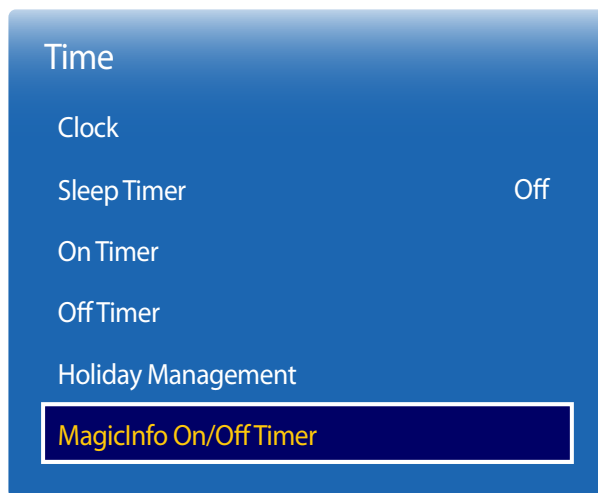 Time
Clock
Sleep Timer Off
On Timer
Off Timer
Holiday Management
MagicInfo On/Off Timer